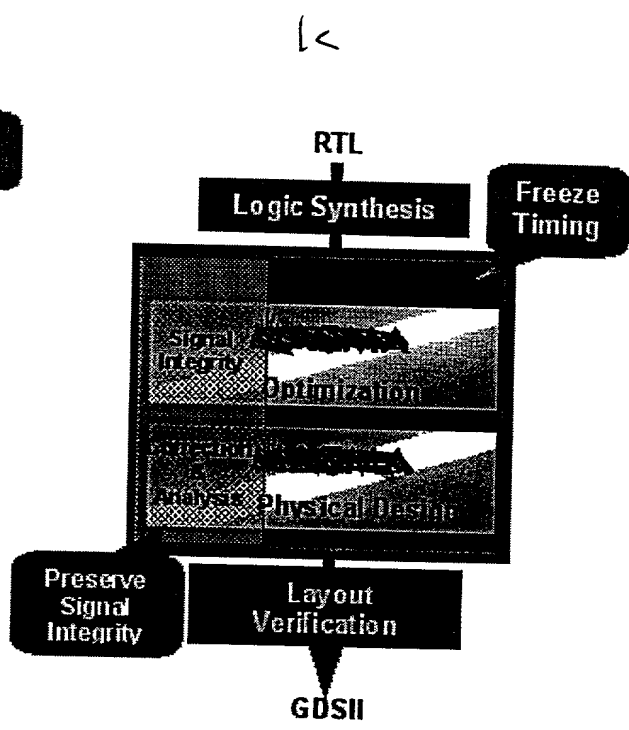 RTL
Logic Synthesis
Freeze
Timing
Signal
Integrity
Optimization
Analysis
Physical Design
Preserve
Signal
Integrity
Layout
Verification
GDSII